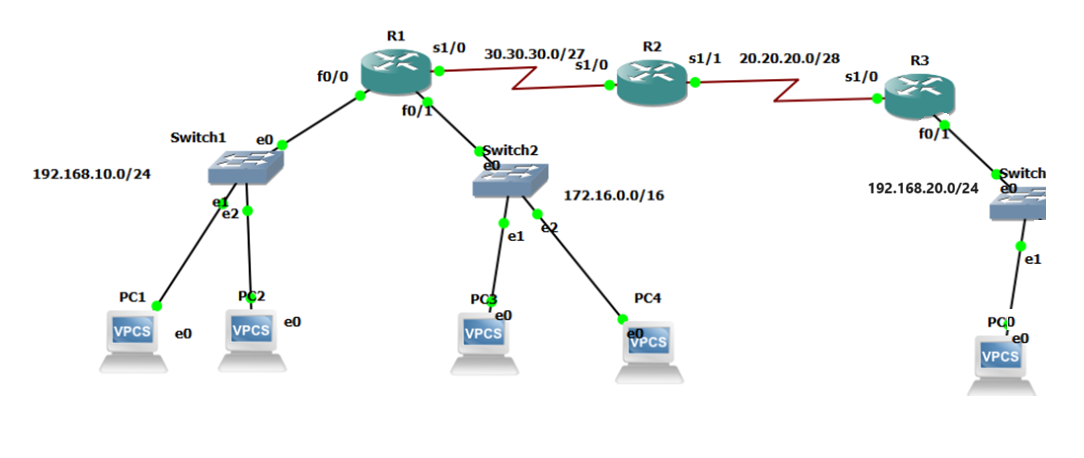 R1
s1/0
30.30.30.0/27
s1/0
R2
s1/1
20.20.20.0/28
s1/0
R3
f0/0
f0/1
f0/1
Switch1
e0
Switch2
e0
Switch
e0
192.168.10.0/24
172.16.0.0/16
192.168.20.0/24
e1
e2
e1
e2
e1
PC1
PC2
PC3
PC4
PC0
e0
e0
e0
e0
e0
VPCS
VPCS
VPCS
VPCS
VPCS